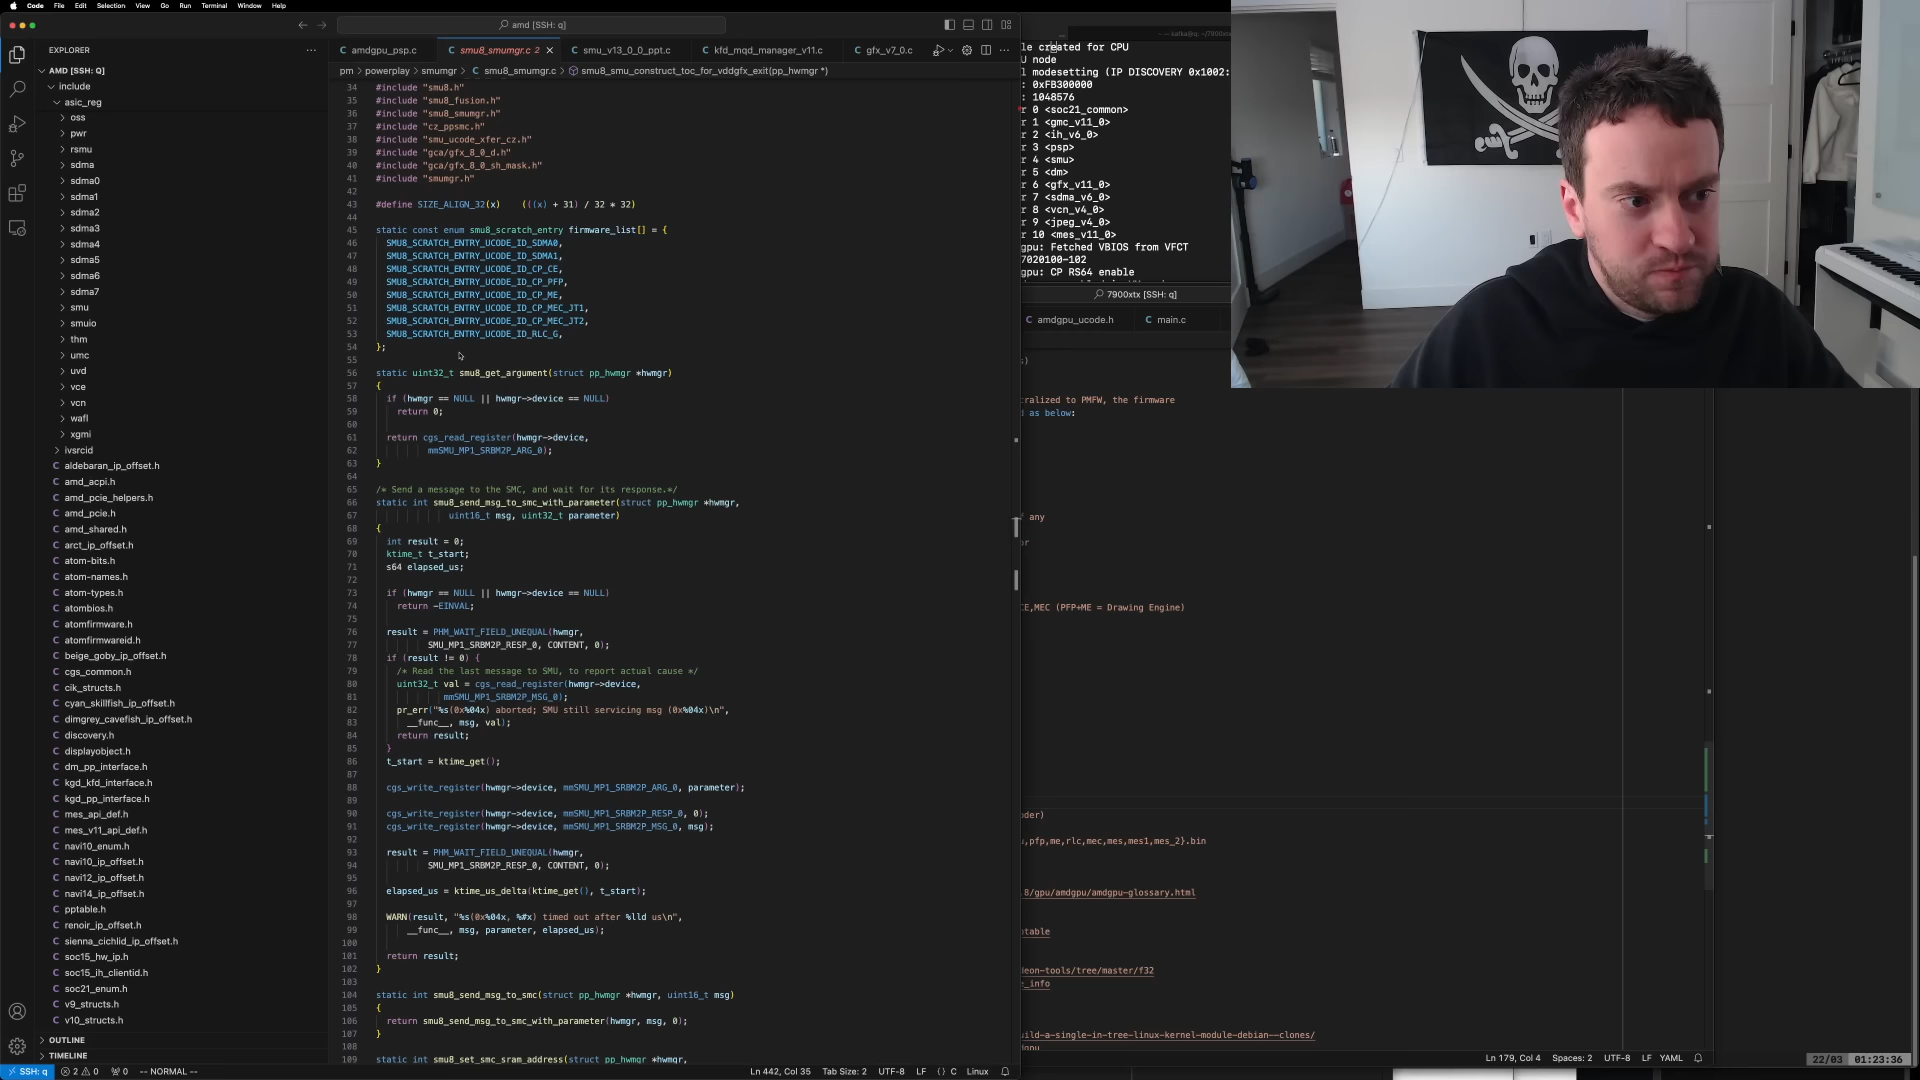 Code File Edit Selection View Go Run Terminal Window Help
amd [SSH: q]
EXPLORER
AMD [SSH: Q]
include
asic_reg
oss
pwr
rsmu
sdma
sdma0
sdma1
sdma2
sdma3
sdma4
sdma5
sdma6
sdma7
smu
smuio
thm
umc
uvd
vce
vcn
wafl
xgmi
ivsrcid
C aldebaran_ip_offset.h
C amd_acpi.h
C amd_pcie_helpers.h
C amd_pcie.h
C amd_shared.h
C arct_ip_offset.h
C atom-bits.h
C atom-names.h
C atom-types.h
C atombios.h
C atomfirmware.h
C atomfirmwareid.h
C beige_goby_ip_offset.h
C cgs_common.h
C cik_structs.h
C cyan_skillfish_ip_offset.h
C dimgrey_cavefish_ip_offset.h
C discovery.h
C displayobject.h
C dm_pp_interface.h
C kgd_kfd_interface.h
C kgd_pp_interface.h
C mes_api_def.h
C mes_v11_api_def.h
C navi10_enum.h
C navi10_ip_offset.h
C navi12_ip_offset.h
C navi14_ip_offset.h
C pptable.h
C renoir_ip_offset.h
C sienna_cichlid_ip_offset.h
C soc15_hw_ip.h
C soc15_ih_clientid.h
C soc21_enum.h
C v9_structs.h
C v10_structs.h
OUTLINE
TIMELINE
C amdgpu_psp.c C smu8_smumgr.c 2 C smu_v13_0_0_ppt.c C kfd_mqd_manager_v11.c C gfx_v7_0.c
pm > powerplay > smumgr > C smu8_smumgr.c > smu8_smu_construct_toc_for_vddgfx_exit(pp_hwmgr *)
34 #include "smu8.h"
35 #include "smu8_fusion.h"
36 #include "smu8_smumgr.h"
37 #include "cz_ppsmc.h"
38 #include "smu_ucode_xfer_cz.h"
39 #include "gca/gfx_8_0_d.h"
40 #include "gca/gfx_8_0_sh_mask.h"
41 #include "smumgr.h"
42
43 #define SIZE_ALIGN_32(x) (((x) + 31) / 32 * 32)
44
45 static const enum smu8_scratch_entry firmware_list[] = {
46 SMU8_SCRATCH_ENTRY_UCODE_ID_SDMA0,
47 SMU8_SCRATCH_ENTRY_UCODE_ID_SDMA1,
48 SMU8_SCRATCH_ENTRY_UCODE_ID_CP_CE,
49 SMU8_SCRATCH_ENTRY_UCODE_ID_CP_PFP,
50 SMU8_SCRATCH_ENTRY_UCODE_ID_CP_ME,
51 SMU8_SCRATCH_ENTRY_UCODE_ID_CP_MEC_JT1,
52 SMU8_SCRATCH_ENTRY_UCODE_ID_CP_MEC_JT2,
53 SMU8_SCRATCH_ENTRY_UCODE_ID_RLC_G,
54 };
55
56 static uint32_t smu8_get_argument(struct pp_hwmgr *hwmgr)
57 {
58 if (hwmgr == NULL || hwmgr->device == NULL)
59 return 0;
60
61 return cgs_read_register(hwmgr->device,
62 mmSMU_MP1_SRBM2P_ARG_0);
63 }
64
65 /* Send a message to the SMC, and wait for its response.*/
66 static int smu8_send_msg_to_smc_with_parameter(struct pp_hwmgr *hwmgr,
67 uint16_t msg, uint32_t parameter)
68 {
69 int result = 0;
70 ktime_t t_start;
71 s64 elapsed_us;
72
73 if (hwmgr == NULL || hwmgr->device == NULL)
74 return -EINVAL;
75
76 result = PHM_WAIT_FIELD_UNEQUAL(hwmgr,
77 SMU_MP1_SRBM2P_RESP_0, CONTENT, 0);
78 if (result != 0) {
79 /* Read the last message to SMU, to report actual cause */
80 uint32_t val = cgs_read_register(hwmgr->device,
81 mmSMU_MP1_SRBM2P_MSG_0);
82 pr_err("%s(0x%04x) aborted; SMU still servicing msg (0x%04x)\n",
83 __func__, msg, val);
84 return result;
85 }
86 t_start = ktime_get();
87
88 cgs_write_register(hwmgr->device, mmSMU_MP1_SRBM2P_ARG_0, parameter);
89
90 cgs_write_register(hwmgr->device, mmSMU_MP1_SRBM2P_RESP_0, 0);
91 cgs_write_register(hwmgr->device, mmSMU_MP1_SRBM2P_MSG_0, msg);
92
93 result = PHM_WAIT_FIELD_UNEQUAL(hwmgr,
94 SMU_MP1_SRBM2P_RESP_0, CONTENT, 0);
95
96 elapsed_us = ktime_us_delta(ktime_get(), t_start);
97
98 WARN(result, "%s(0x%04x, %#x) timed out after %lld us\n",
99 __func__, msg, parameter, elapsed_us);
100
101 return result;
102 }
103
104 static int smu8_send_msg_to_smc(struct pp_hwmgr *hwmgr, uint16_t msg)
105 {
106 return smu8_send_msg_to_smc_with_parameter(hwmgr, msg, 0);
107 }
108
109 static int smu8_set_smc_sram_address(struct pp_hwmgr *hwmgr,
SSH: q 2 0 0 -- NORMAL -- Ln 442, Col 35 Tab Size: 2 UTF-8 LF { } C Linux
le created for CPU
U node
l modesetting (IP DISCOVERY 0x1002:
: 0xFB300000
: 1048576
r 0 <soc21_common>
r 1 <gmc_v11_0>
r 2 <ih_v6_0>
r 3 <psp>
r 4 <smu>
r 5 <dm>
r 6 <gfx_v11_0>
r 7 <sdma_v6_0>
r 8 <vcn_v4_0>
r 9 <jpeg_v4_0>
r 10 <mes_v11_0>
gpu: Fetched VBIOS from VFCT
7020100-102
gpu: CP RS64 enable
7900xtx [SSH: q]
C amdgpu_ucode.h C main.c
s)
ralized to PMFW, the firmware
d as below:
any
or
CE,MEC (PFP+ME = Drawing Engine)
oder)
u,pfp,me,rlc,mec,mes,mes1,mes_2}.bin
.8/gpu/amdgpu/amdgpu-glossary.html
otable
deon-tools/tree/master/f32
e_info
uild-a-single-in-tree-linux-kernel-module-debian--clones/
Ln 179, Col 4 Spaces: 2 UTF-8 LF YAML
22/03 01:23:36